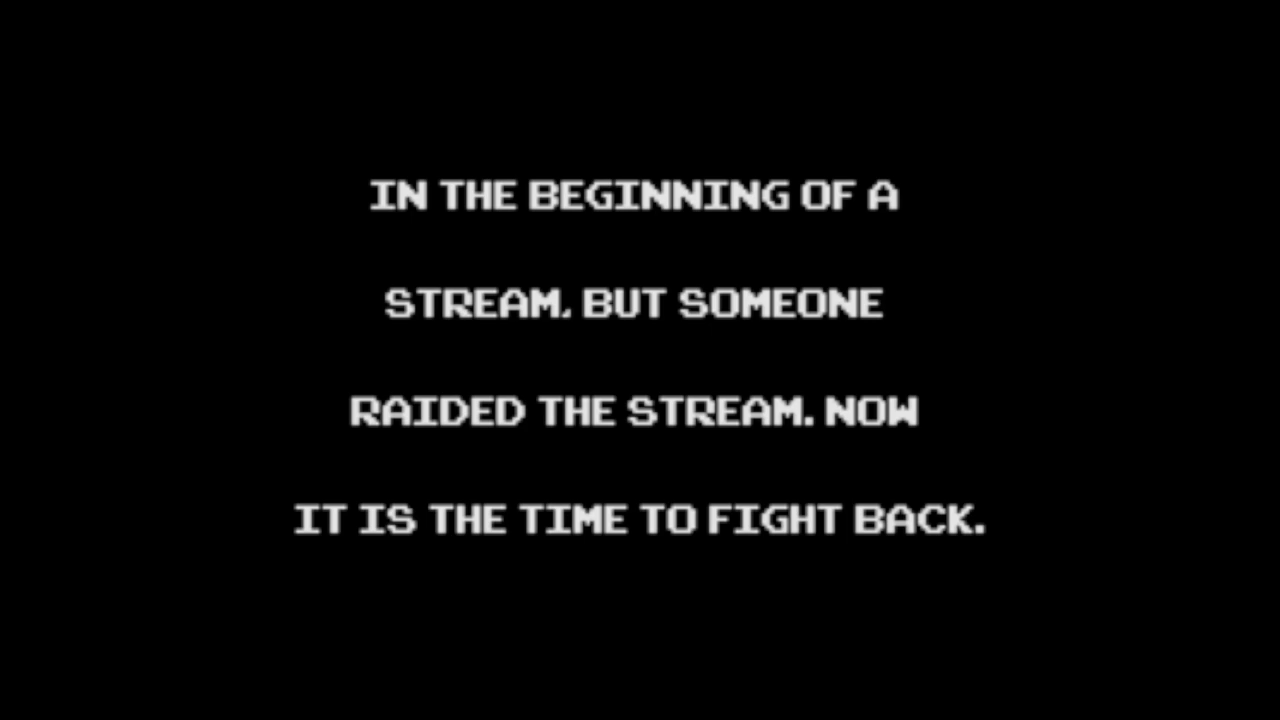 IN THE BEGINNING OF A
STREAM, BUT SOMEONE
RAIDED THE STREAM. NOW
IT IS THE TIME TO FIGHT BACK.